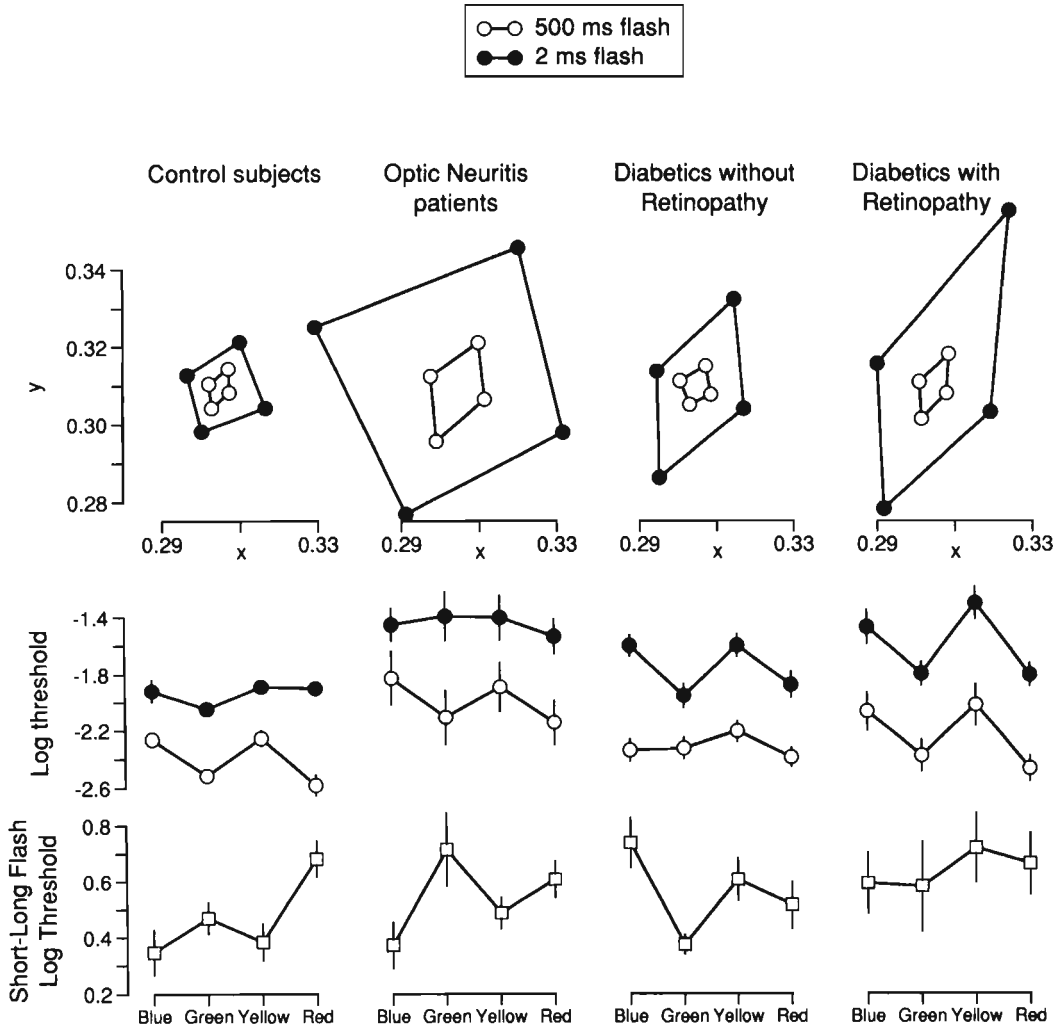 500 ms flash
2 ms flash
Control subjects
Optic Neuritis
patients
Diabetics without
Retinopathy
Diabetics with
Retinopathy
0.34
0.32
0.30
0.28
y
0.29 x 0.33
0.29 x 0.33
0.29 x 0.33
0.29 x 0.33
Log threshold
-1.4
-1.8
-2.2
-2.6
Short-Long Flash
Log Threshold
0.8
0.6
0.4
0.2
Blue Green Yellow Red
Blue Green Yellow Red
Blue Green Yellow Red
Blue Green Yellow Red